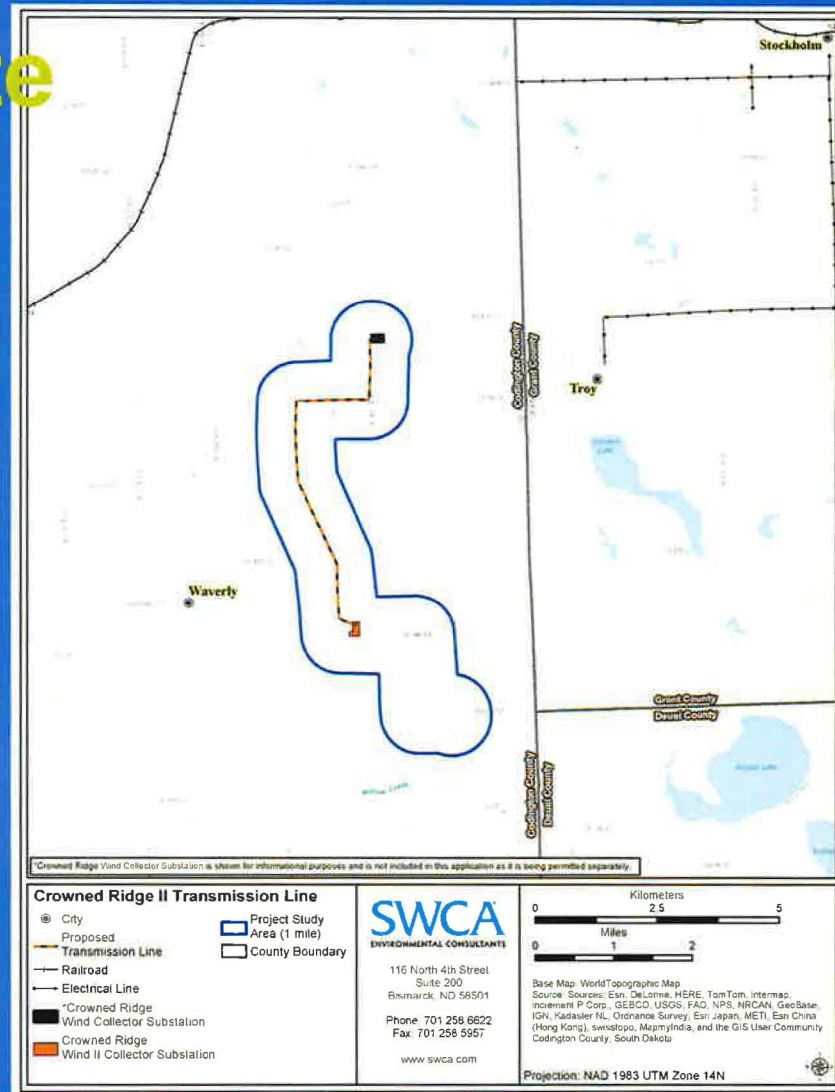 te
Stockholm
Codington County
Grant County
Troy
Waverly
Grant County
Deuel County
Codington County
Deuel County
*Crowned Ridge Wind Collector Substation is shown for informational purposes and is not included in this application as it is being permitted separately.
Crowned Ridge II Transmission Line
City
Proposed
Transmission Line
Railroad
Electrical Line
*Crowned Ridge
Wind Collector Substation
Crowned Ridge
Wind II Collector Substation
Project Study
Area (1 mile)
County Boundary
SWCA
ENVIRONMENTAL CONSULTANTS
116 North 4th Street
Suite 200
Bismarck, ND 58501
Phone: 701 258 6622
Fax: 701 258 5957
www swca com
Kilometers
0 2.5 5
Miles
0 1 2
Base Map: WorldTopographic Map
Source: Sources: Esri, DeLorme, HERE, TomTom, Intermap,
increment P Corp., GEBCO, USGS, FAO, NPS, NRCAN, GeoBase,
IGN, Kadaster NL, Ordnance Survey, Esri Japan, METI, Esri China
(Hong Kong), swisstopo, MapmyIndia, and the GIS User Community
Codington County, South Dakota
Projection: NAD 1983 UTM Zone 14N